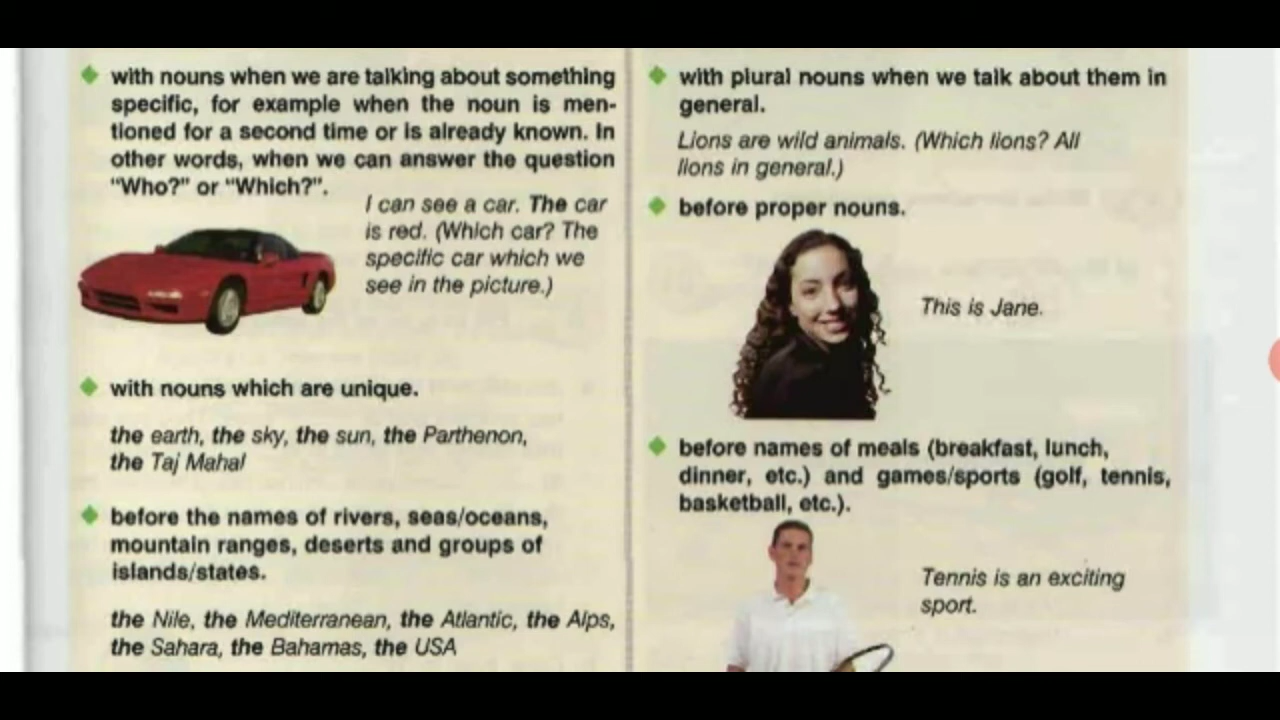 with nouns when we are talking about something
specific, for example when the noun is men-
tioned for a second time or is already known. In
other words, when we can answer the question
“Who?” or “Which?”.
I can see a car. The car
is red. (Which car? The
specific car which we
see in the picture.)
with nouns which are unique.
the earth, the sky, the sun, the Parthenon,
the Taj Mahal
before the names of rivers, seas/oceans,
mountain ranges, deserts and groups of
islands/states.
the Nile, the Mediterranean, the Atlantic, the Alps,
the Sahara, the Bahamas, the USA
with plural nouns when we talk about them in
general.
Lions are wild animals. (Which lions? All
lions in general.)
before proper nouns.
This is Jane.
before names of meals (breakfast, lunch,
dinner, etc.) and games/sports (golf, tennis,
basketball, etc.).
Tennis is an exciting
sport.